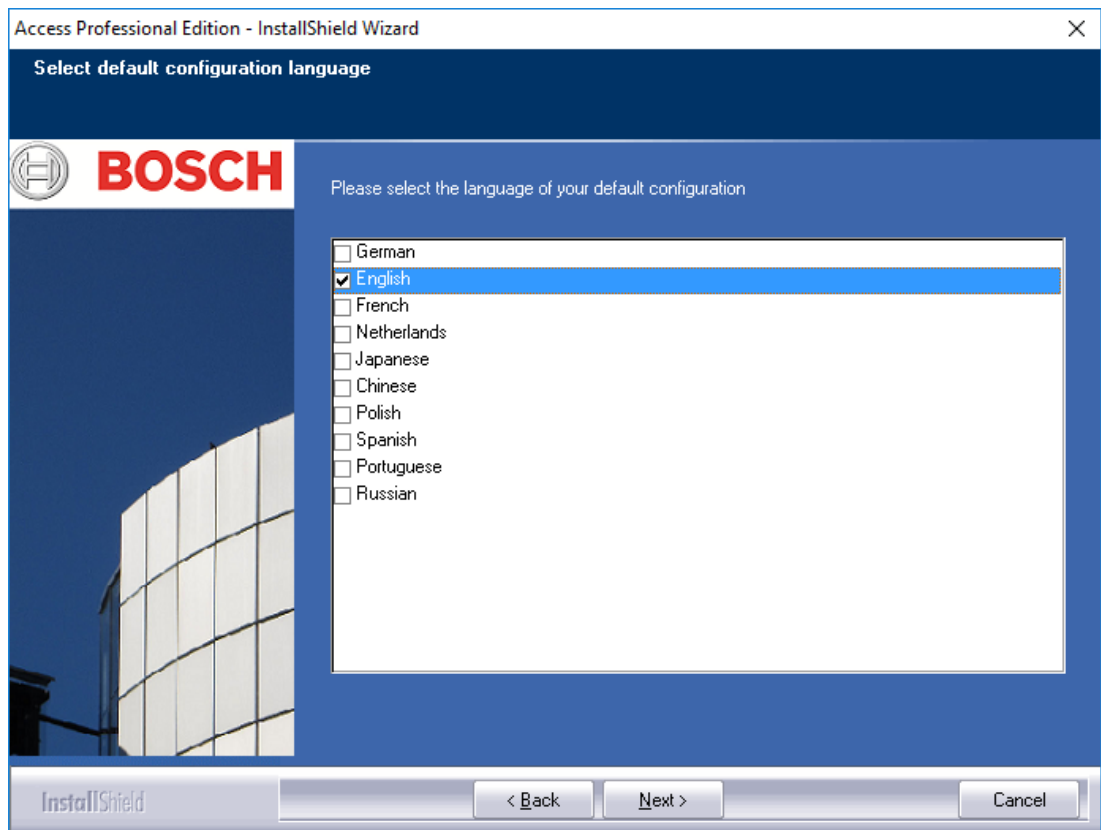 Access Professional Edition - InstallShield Wizard
Select default configuration language
BOSCH
Please select the language of your default configuration
German
English
French
Netherlands
Japanese
Chinese
Polish
Spanish
Portuguese
Russian
InstallShield
< Back
Next >
Cancel